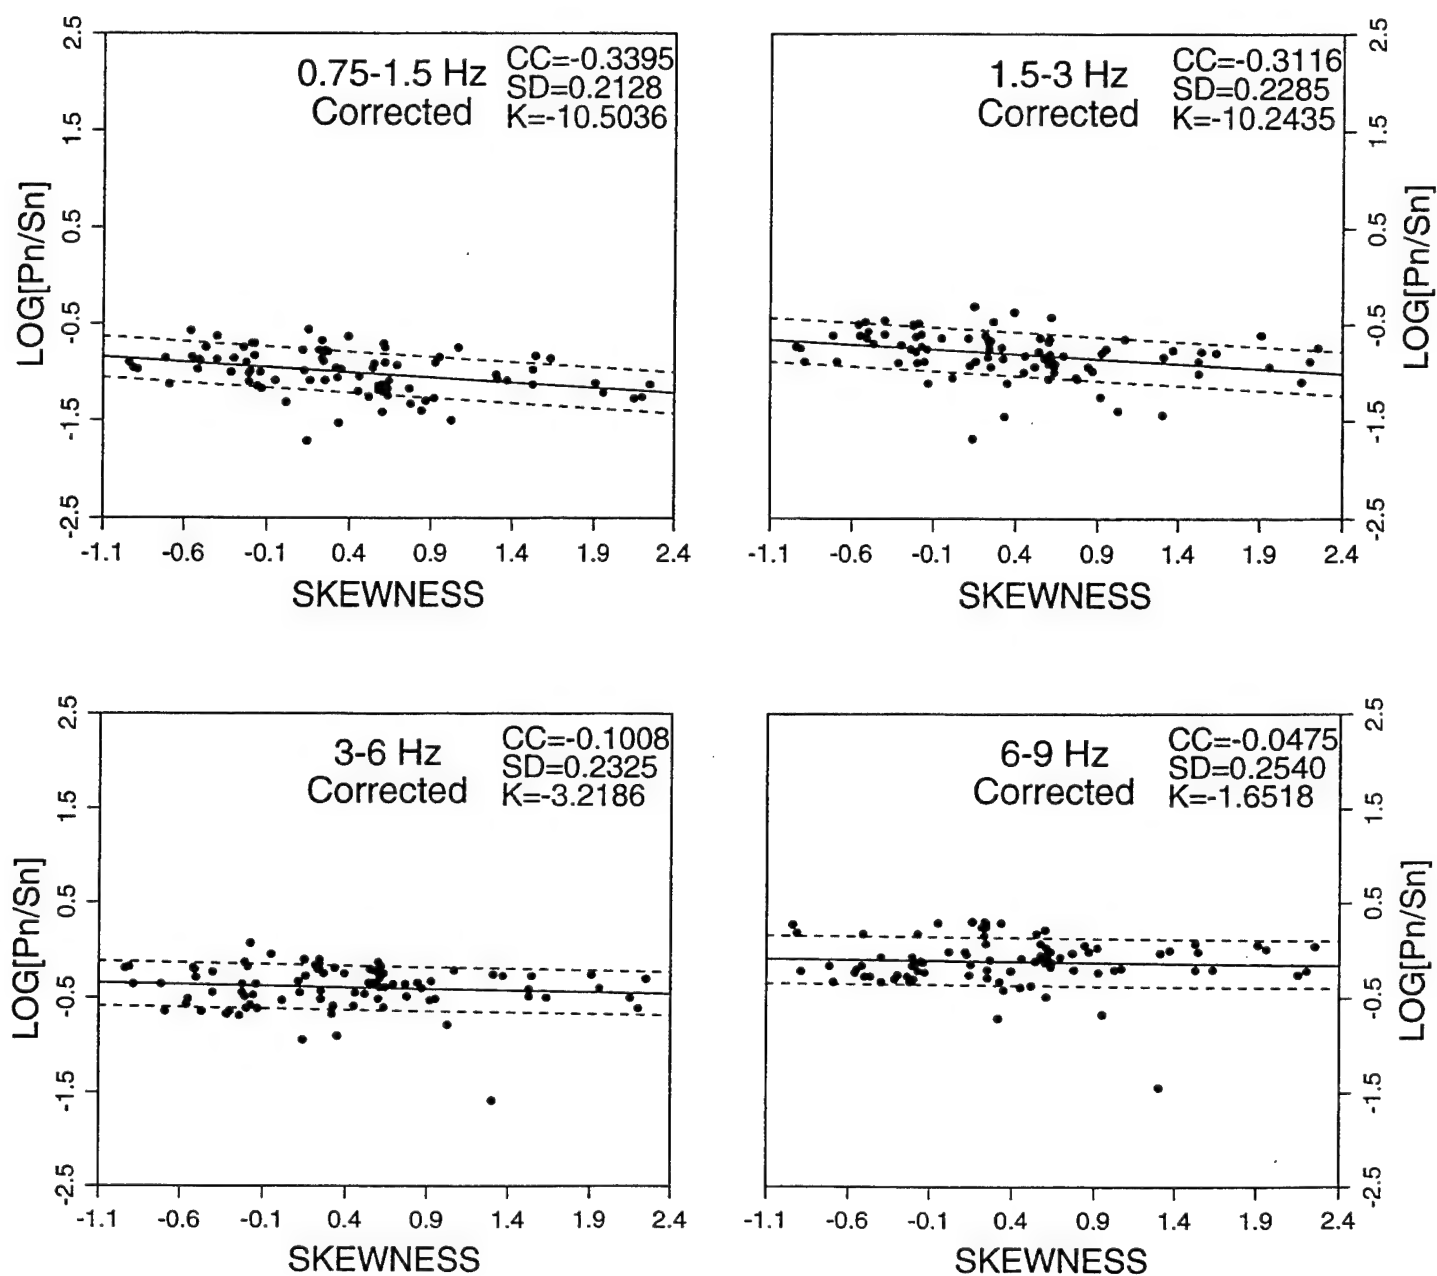 0.75-1.5 Hz
Corrected
CC=-0.3395
SD=0.2128
K=-10.5036
LOG[Pn/Sn]
2.5
1.5
0.5
-0.5
-1.5
-2.5
-1.1 -0.6 -0.1 0.4 0.9 1.4 1.9 2.4
SKEWNESS
1.5-3 Hz
Corrected
CC=-0.3116
SD=0.2285
K=-10.2435
2.5
1.5
0.5
-0.5
-1.5
-2.5
LOG[Pn/Sn]
-1.1 -0.6 -0.1 0.4 0.9 1.4 1.9 2.4
SKEWNESS
3-6 Hz
Corrected
CC=-0.1008
SD=0.2325
K=-3.2186
LOG[Pn/Sn]
2.5
1.5
0.5
-0.5
-1.5
-2.5
-1.1 -0.6 -0.1 0.4 0.9 1.4 1.9 2.4
SKEWNESS
6-9 Hz
Corrected
CC=-0.0475
SD=0.2540
K=-1.6518
2.5
1.5
0.5
-0.5
-1.5
-2.5
LOG[Pn/Sn]
-1.1 -0.6 -0.1 0.4 0.9 1.4 1.9 2.4
SKEWNESS